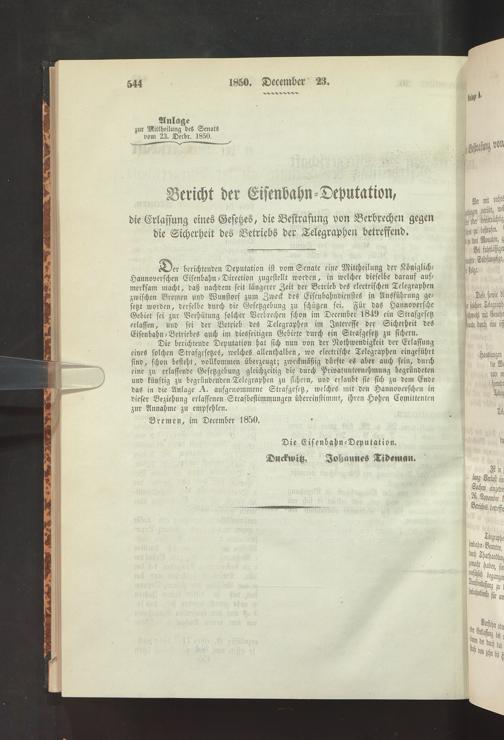 544
1850. December 23.
Anlage
zur Mittheilung des Senats
vom 23. Decbr. 1850.
Bericht der Eisenbahn-Deputation,
die Erlassung eines Gesetzes, die Bestrafung von Verbrechen gegen
die Sicherheit des Betriebs der Telegraphen betreffend.
Der berichtenden Deputation ist vom Senate eine Mittheilung der Königlich-
Hannoverschen Eisenbahn-Direction zugestellt worden, in welcher dieselbe darauf auf-
merksam macht, daß nachdem seit längerer Zeit der Betrieb des electrischen Telegraphen
zwischen Bremen und Wunstorf zum Zweck des Eisenbahndienstes in Ausführung ge-
setzt worden, derselbe durch die Gesetzgebung zu schützen sei. Für das Hannoversche
Gebiet sei zur Verhütung solcher Verbrechen schon im December 1849 ein Strafgesetz
erlassen, und sei der Betrieb des Telegraphen im Interesse der Sicherheit des
Eisenbahn-Betriebs auch im diesseitigen Gebiete durch ein Strafgesetz zu sichern.
Die berichtende Deputation hat sich nun von der Nothwendigkeit der Erlassung
eines solchen Strafgesetzes, welches allenthalben, wo electrische Telegraphen eingeführt
sind, schon besteht, vollkommen überzeugt; zweckmäßig dürfte es aber auch sein, durch
eine zu erlassende Gesetzgebung gleichzeitig die durch Privatunternehmung begründeten
und künftig zu begründenden Telegraphen zu sichern, und erlaubt sie sich zu dem Ende
das in der Anlage A. aufgenommene Strafgesetz, welches mit den Hannoverschen in
dieser Beziehung erlassenen Strafbestimmungen übereinstimmt, ihren Hohen Comittenten
zur Annahme zu empfehlen.
Bremen, im December 1850.
Die Eisenbahn-Deputation.
Duckwitz. Johannes Tideman.